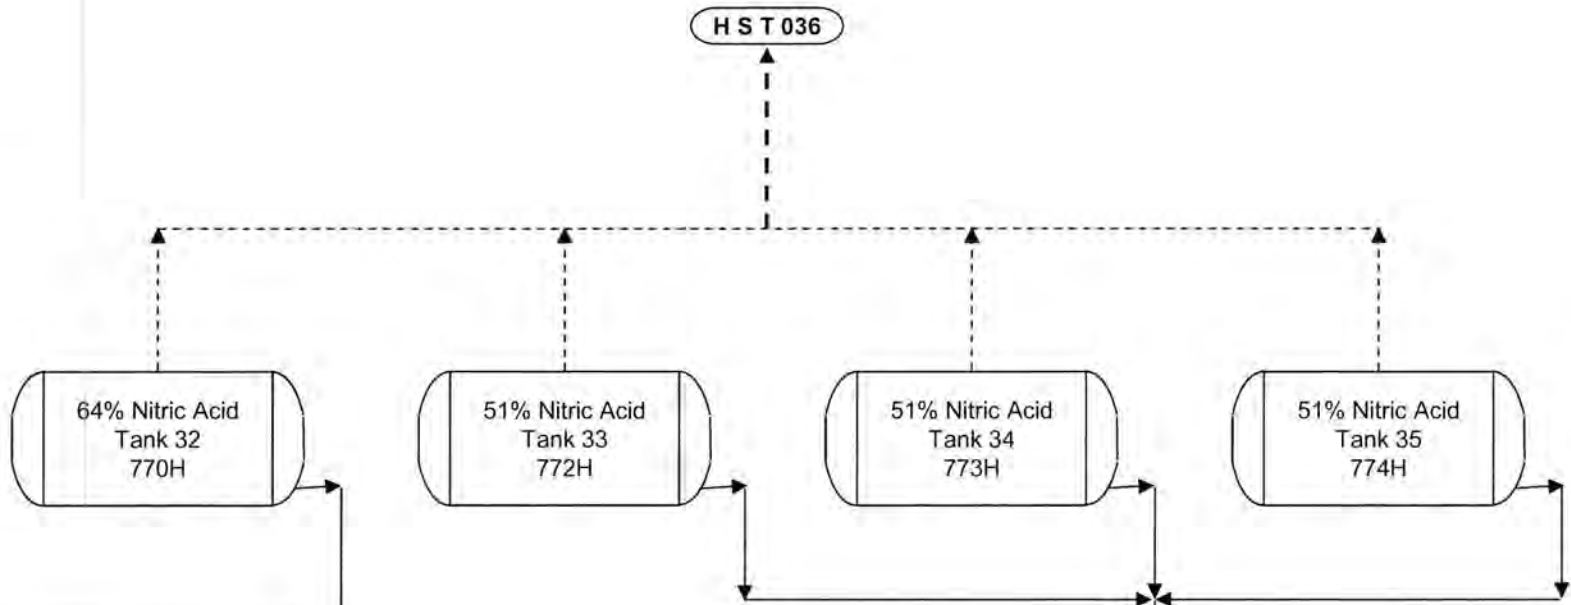 H S T 036
64% Nitric Acid
Tank 32
770H
51% Nitric Acid
Tank 33
772H
51% Nitric Acid
Tank 34
773H
51% Nitric Acid
Tank 35
774H